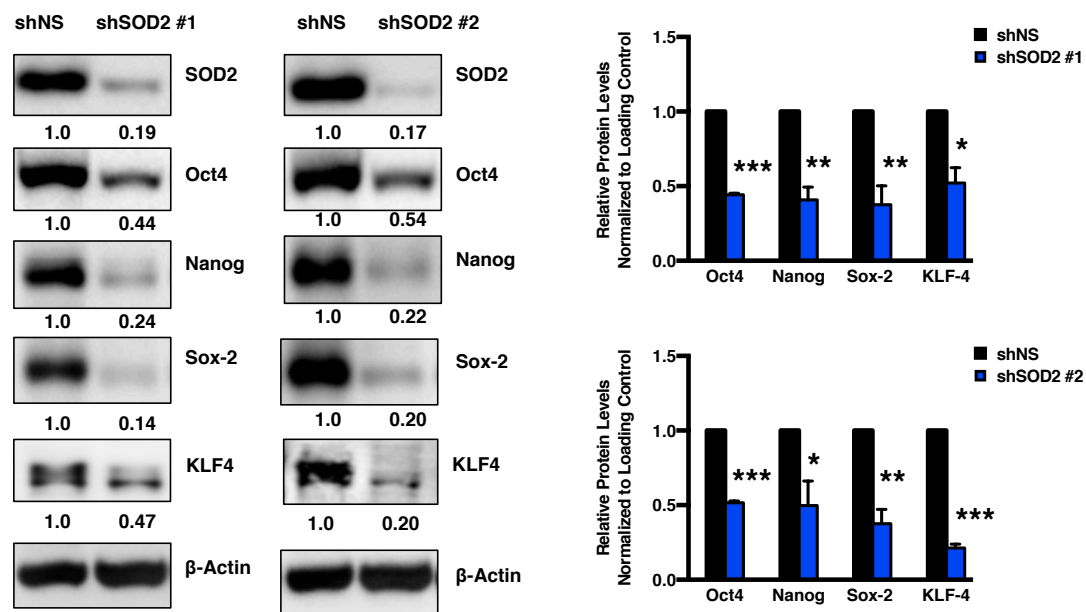 shNS shSOD2 #1
SOD2
1.0 0.19
Oct4
1.0 0.44
Nanog
1.0 0.24
Sox-2
1.0 0.14
KLF4
1.0 0.47
β-Actin
shNS shSOD2 #2
SOD2
1.0 0.17
Oct4
1.0 0.54
Nanog
1.0 0.22
Sox-2
1.0 0.20
KLF4
1.0 0.20
β-Actin
Relative Protein Levels
Normalized to Loading Control
1.5
1.0
0.5
0.0
*** ** ** *
Oct4 Nanog Sox-2 KLF-4
shNS
shSOD2 #1
Relative Protein Levels
Normalized to Loading Control
1.5
1.0
0.5
0.0
*** * ** ***
Oct4 Nanog Sox-2 KLF-4
shNS
shSOD2 #2